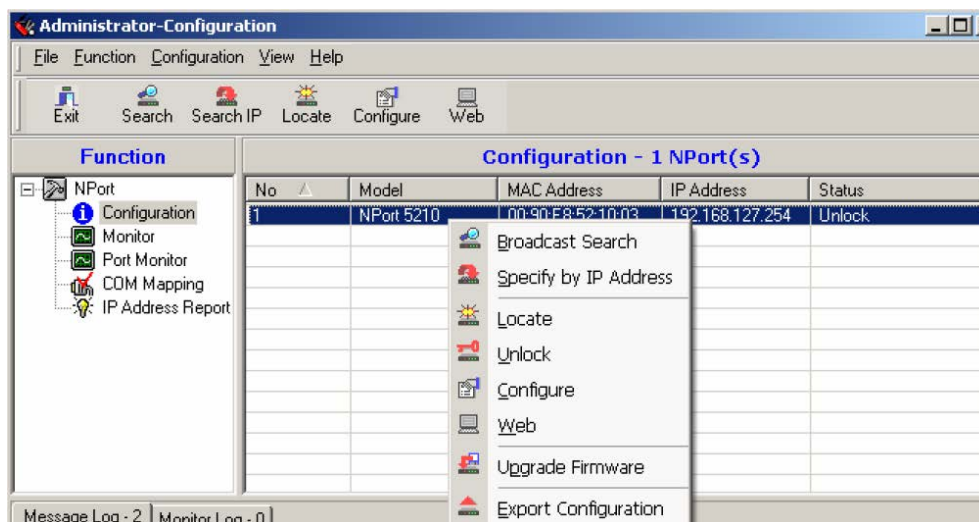 Administrator-Configuration
File Function Configuration View Help
Exit Search Search IP Locate Configure Web
Function
Configuration - 1 NPort(s)
NPort
Configuration
Monitor
Port Monitor
COM Mapping
IP Address Report
No Model MAC Address IP Address Status
1 NPort 5210 00:90:E8:52:10:03 192.168.127.254 Unlock
Broadcast Search
Specify by IP Address
Locate
Unlock
Configure
Web
Upgrade Firmware
Export Configuration
Message Log - 2 Monitor Log - 0